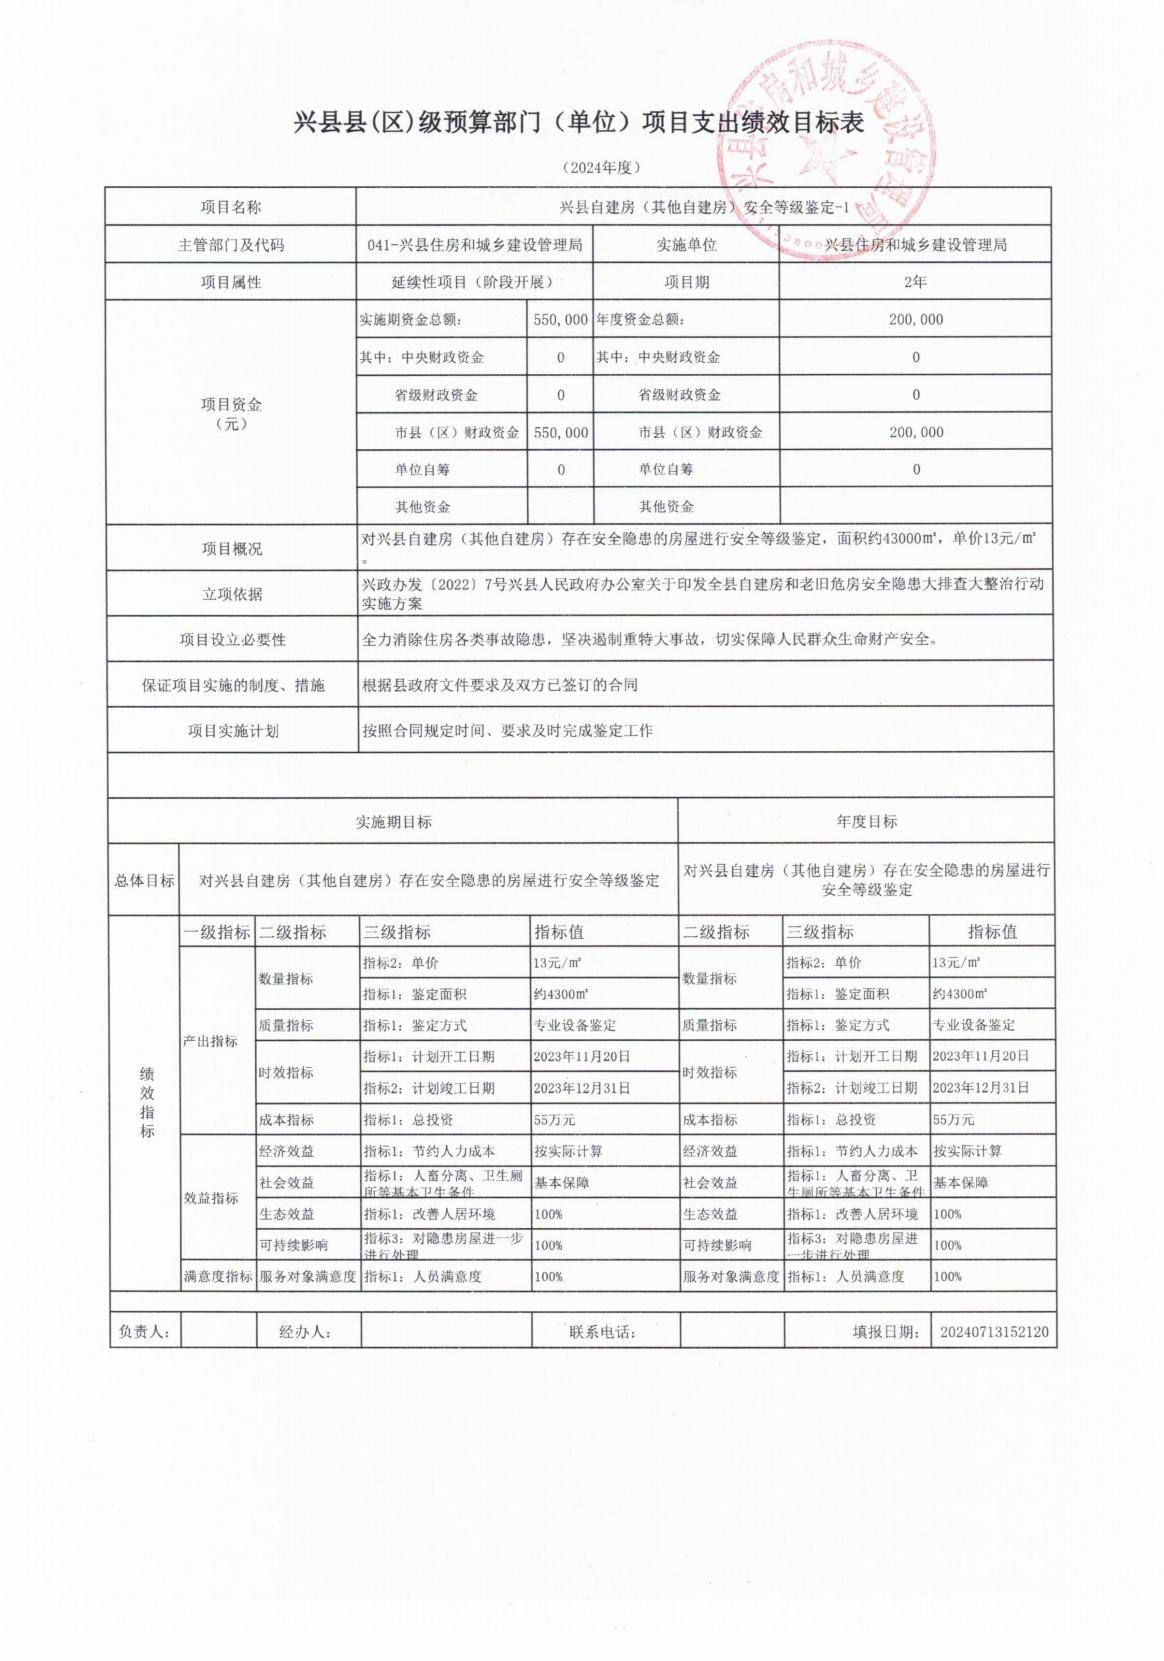 兴县县(区)级预算部门（单位）项目支出绩效目标表
（2024年度）
项目名称 兴县自建房（其他自建房）安全等级鉴定-1
主管部门及代码 041-兴县住房和城乡建设管理局 实施单位 兴县住房和城乡建设管理局
项目属性 延续性项目（阶段开展） 项目期 2年
项目资金
（元）
实施期资金总额： 550,000 年度资金总额： 200,000
其中：中央财政资金 0 其中：中央财政资金 0
省级财政资金 0 省级财政资金 0
市县（区）财政资金 550,000 市县（区）财政资金 200,000
单位自筹 0 单位自筹 0
其他资金 其他资金
项目概况 对兴县自建房（其他自建房）存在安全隐患的房屋进行安全等级鉴定，面积约43000㎡，单价13元/㎡
。
立项依据 兴政办发〔2022〕7号兴县人民政府办公室关于印发全县自建房和老旧危房安全隐患大排查大整治行动
实施方案
项目设立必要性 全力消除住房各类事故隐患，坚决遏制重特大事故，切实保障人民群众生命财产安全。
保证项目实施的制度、措施 根据县政府文件要求及双方已签订的合同
项目实施计划 按照合同规定时间、要求及时完成鉴定工作
实施期目标 年度目标
总体目标 对兴县自建房（其他自建房）存在安全隐患的房屋进行安全等级鉴定 对兴县自建房（其他自建房）存在安全隐患的房屋进行
安全等级鉴定
绩效指标
一级指标 二级指标 三级指标 指标值 二级指标 三级指标 指标值
产出指标
数量指标 指标2：单价 13元/㎡ 数量指标 指标2：单价 13元/㎡
指标1：鉴定面积 约4300㎡ 指标1：鉴定面积 约4300㎡
质量指标 指标1：鉴定方式 专业设备鉴定 质量指标 指标1：鉴定方式 专业设备鉴定
时效指标 指标1：计划开工日期 2023年11月20日 时效指标 指标1：计划开工日期 2023年11月20日
指标2：计划竣工日期 2023年12月31日 指标2：计划竣工日期 2023年12月31日
成本指标 指标1：总投资 55万元 成本指标 指标1：总投资 55万元
效益指标
经济效益 指标1：节约人力成本 按实际计算 经济效益 指标1：节约人力成本 按实际计算
社会效益 指标1：人畜分离、卫生厕
所等基本卫生条件 基本保障 社会效益 指标1：人畜分离、卫
生厕所等基本卫生条件 基本保障
生态效益 指标1：改善人居环境 100% 生态效益 指标1：改善人居环境 100%
可持续影响 指标3：对隐患房屋进一步
进行处理 100% 可持续影响 指标3：对隐患房屋进
一步进行处理 100%
满意度指标 服务对象满意度 指标1：人员满意度 100% 服务对象满意度 指标1：人员满意度 100%
负责人： 经办人： 联系电话： 填报日期： 20240713152120